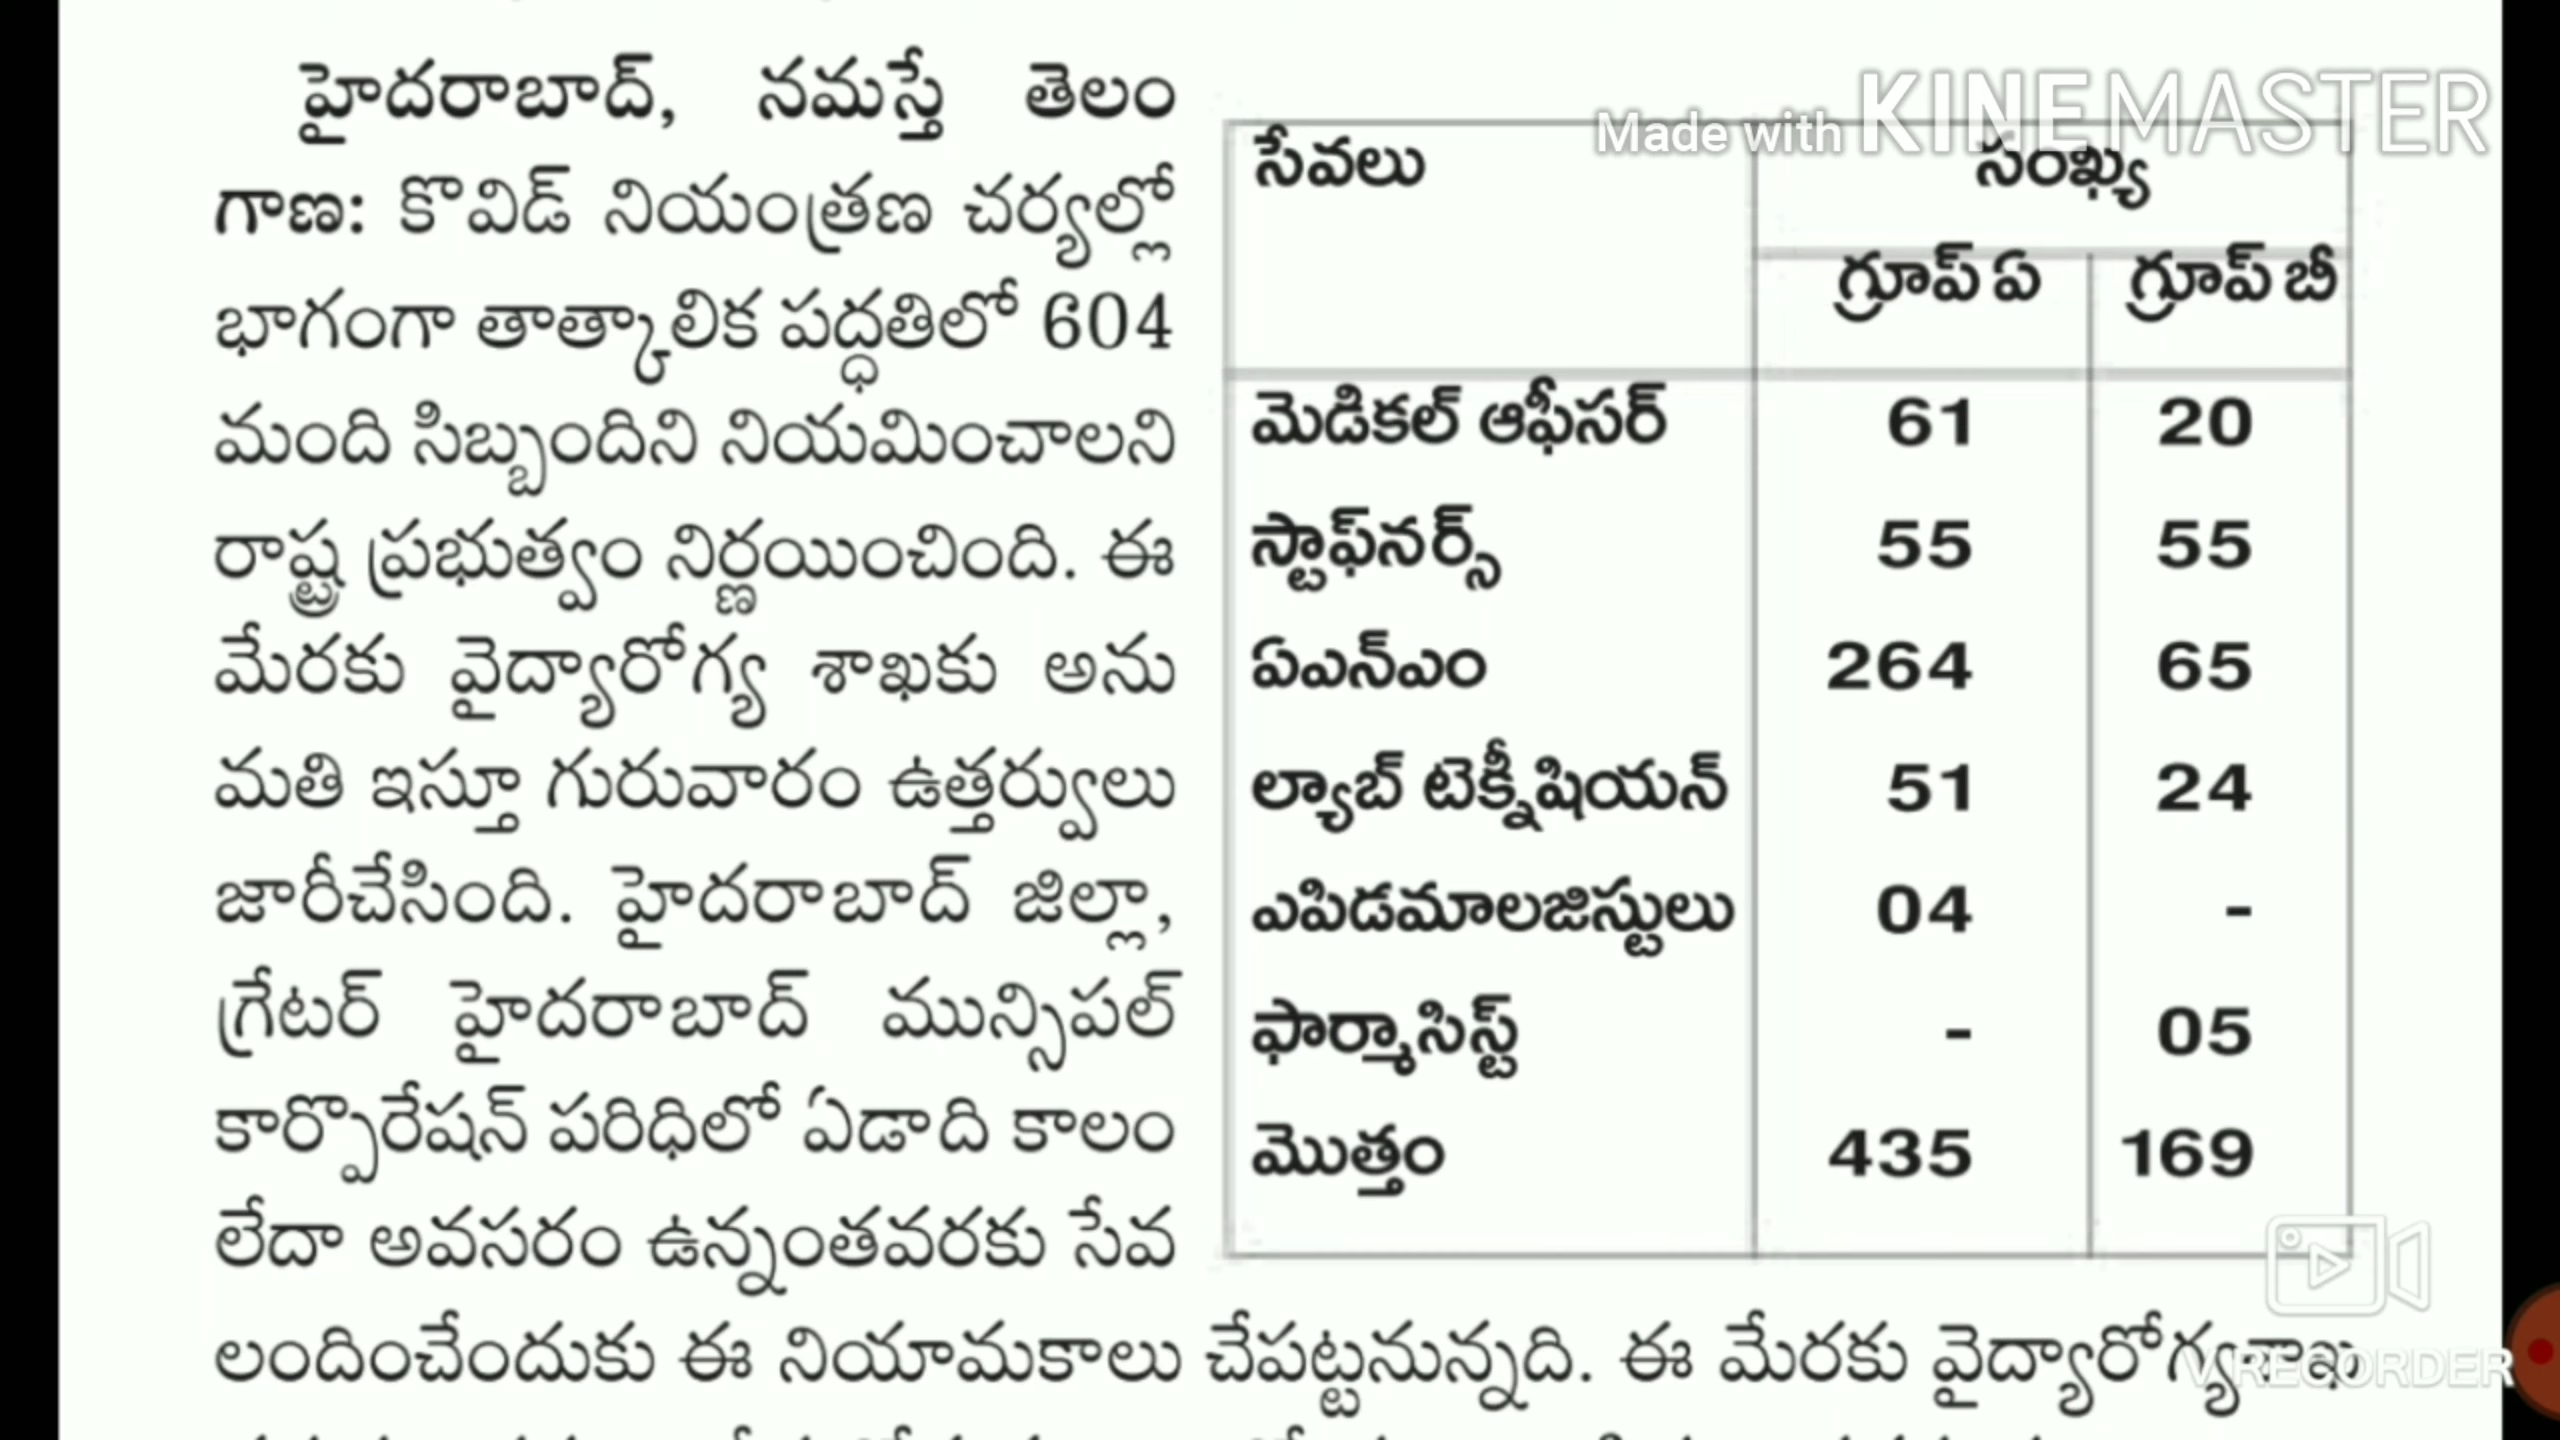 హైదరాబాద్, నమస్తే తెలం
గాణ: కొవిడ్ నియంత్రణ చర్యల్లో
భాగంగా తాత్కాలిక పద్ధతిలో 604
మంది సిబ్బందిని నియమించాలని
రాష్ట్ర ప్రభుత్వం నిర్ణయించింది. ఈ
మేరకు వైద్యారోగ్య శాఖకు అను
మతి ఇస్తూ గురువారం ఉత్తర్వులు
జారీచేసింది. హైదరాబాద్ జిల్లా,
గ్రేటర్ హైదరాబాద్ మున్సిపల్
కార్పొరేషన్ పరిధిలో ఏడాది కాలం
లేదా అవసరం ఉన్నంతవరకు సేవ
లందించేందుకు ఈ నియామకాలు చేపట్టనున్నది. ఈ మేరకు వైద్యారోగ్యశాఖ
Made with KINEMASTER
సేవలు సంఖ్య
గ్రూప్ ఏ గ్రూప్ బీ
మెడికల్ ఆఫీసర్ 61 20
స్టాఫ్‌నర్స్ 55 55
ఏఎన్ఎం 264 65
ల్యాబ్ టెక్నీషియన్ 51 24
ఎపిడమాలజిస్టులు 04 -
ఫార్మాసిస్ట్ - 05
మొత్తం 435 169
VIRECORDER